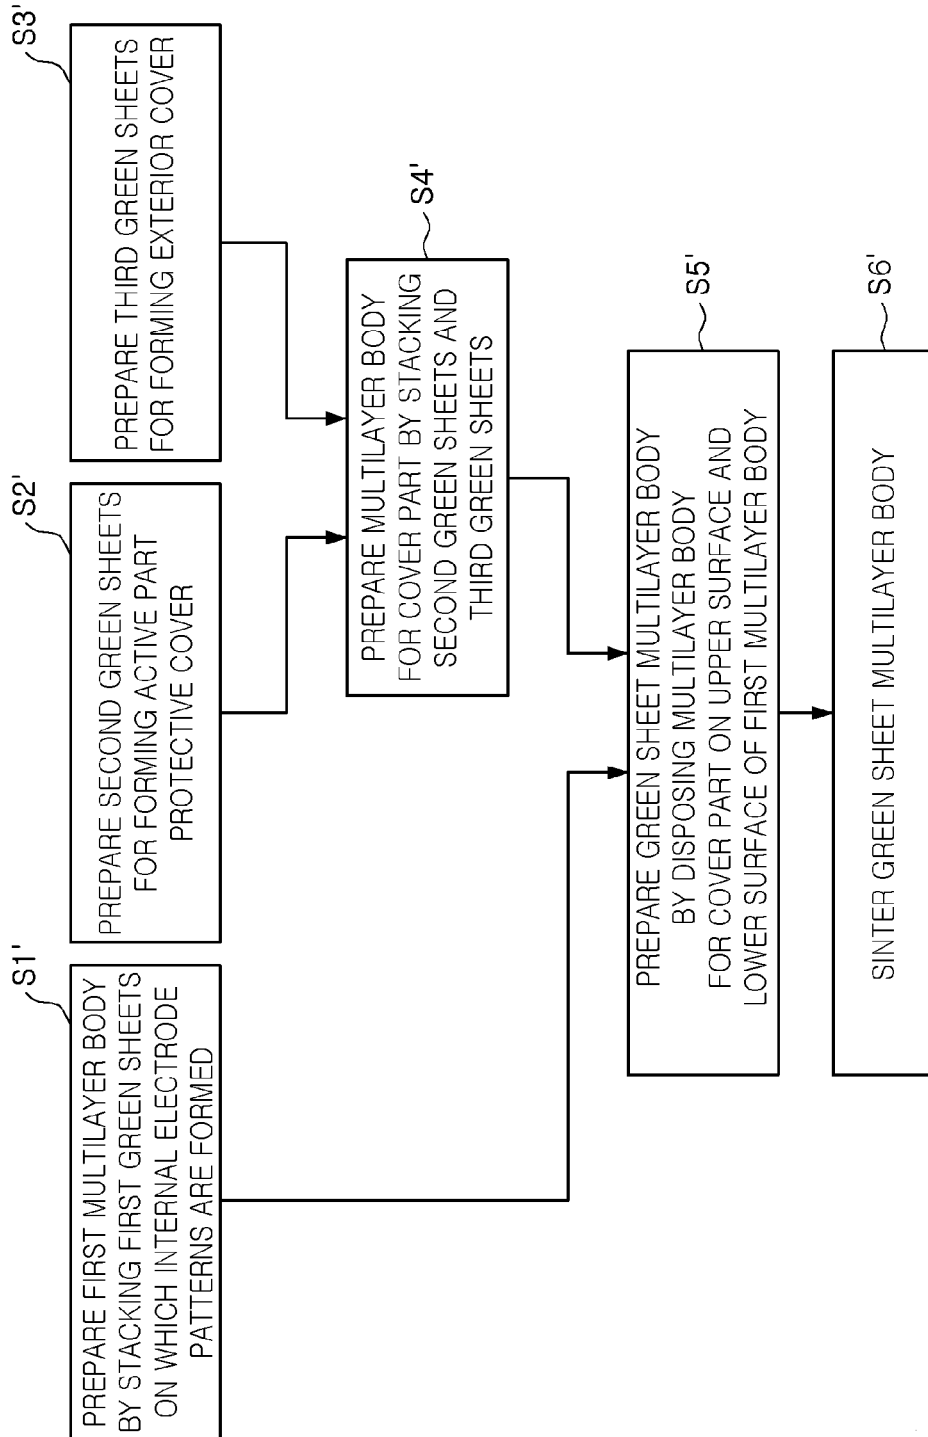 S1'
PREPARE FIRST MULTILAYER BODY
BY STACKING FIRST GREEN SHEETS
ON WHICH INTERNAL ELECTRODE
PATTERNS ARE FORMED
S2'
PREPARE SECOND GREEN SHEETS
FOR FORMING ACTIVE PART
PROTECTIVE COVER
S3'
PREPARE THIRD GREEN SHEETS
FOR FORMING EXTERIOR COVER
S4'
PREPARE MULTILAYER BODY
FOR COVER PART BY STACKING
SECOND GREEN SHEETS AND
THIRD GREEN SHEETS
S5'
PREPARE GREEN SHEET MULTILAYER BODY
BY DISPOSING MULTILAYER BODY
FOR COVER PART ON UPPER SURFACE AND
LOWER SURFACE OF FIRST MULTILAYER BODY
S6'
SINTER GREEN SHEET MULTILAYER BODY